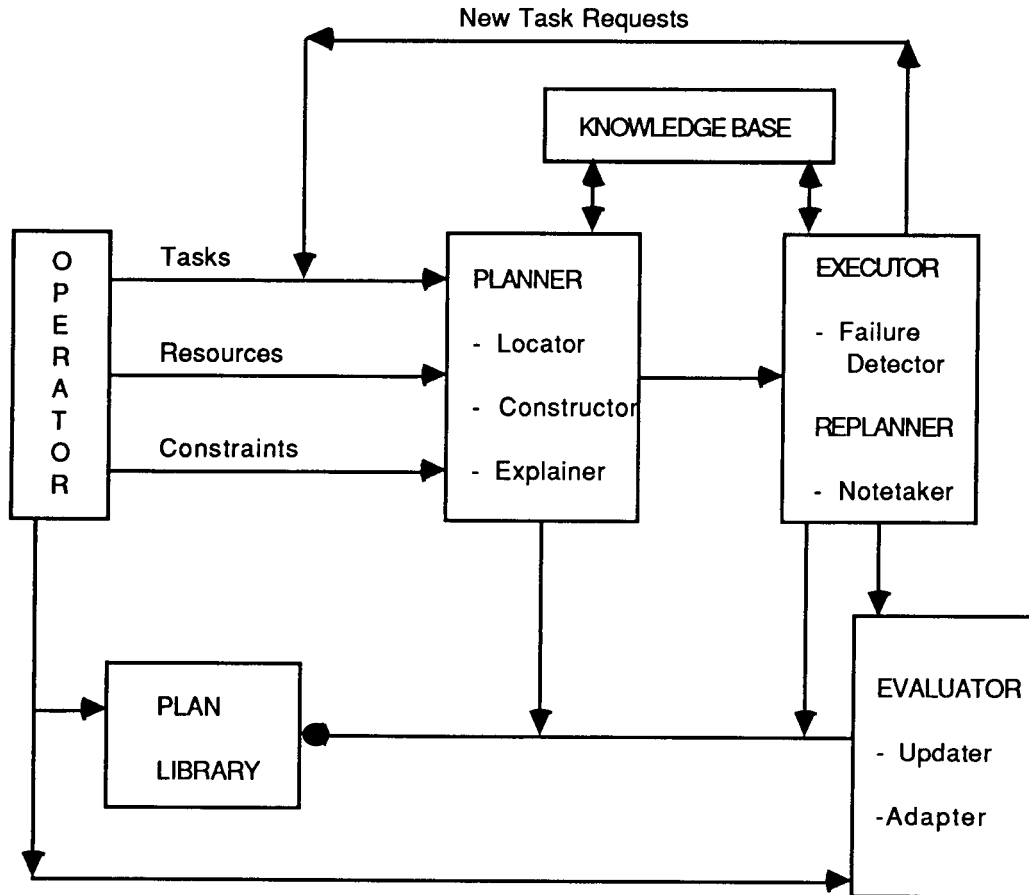 New Task Requests
KNOWLEDGE BASE
OPERATOR
Tasks
Resources
Constraints
PLANNER
- Locator
- Constructor
- Explainer
EXECUTOR
- Failure
Detector
REPLANNER
- Notetaker
PLAN
LIBRARY
EVALUATOR
- Updater
-Adapter